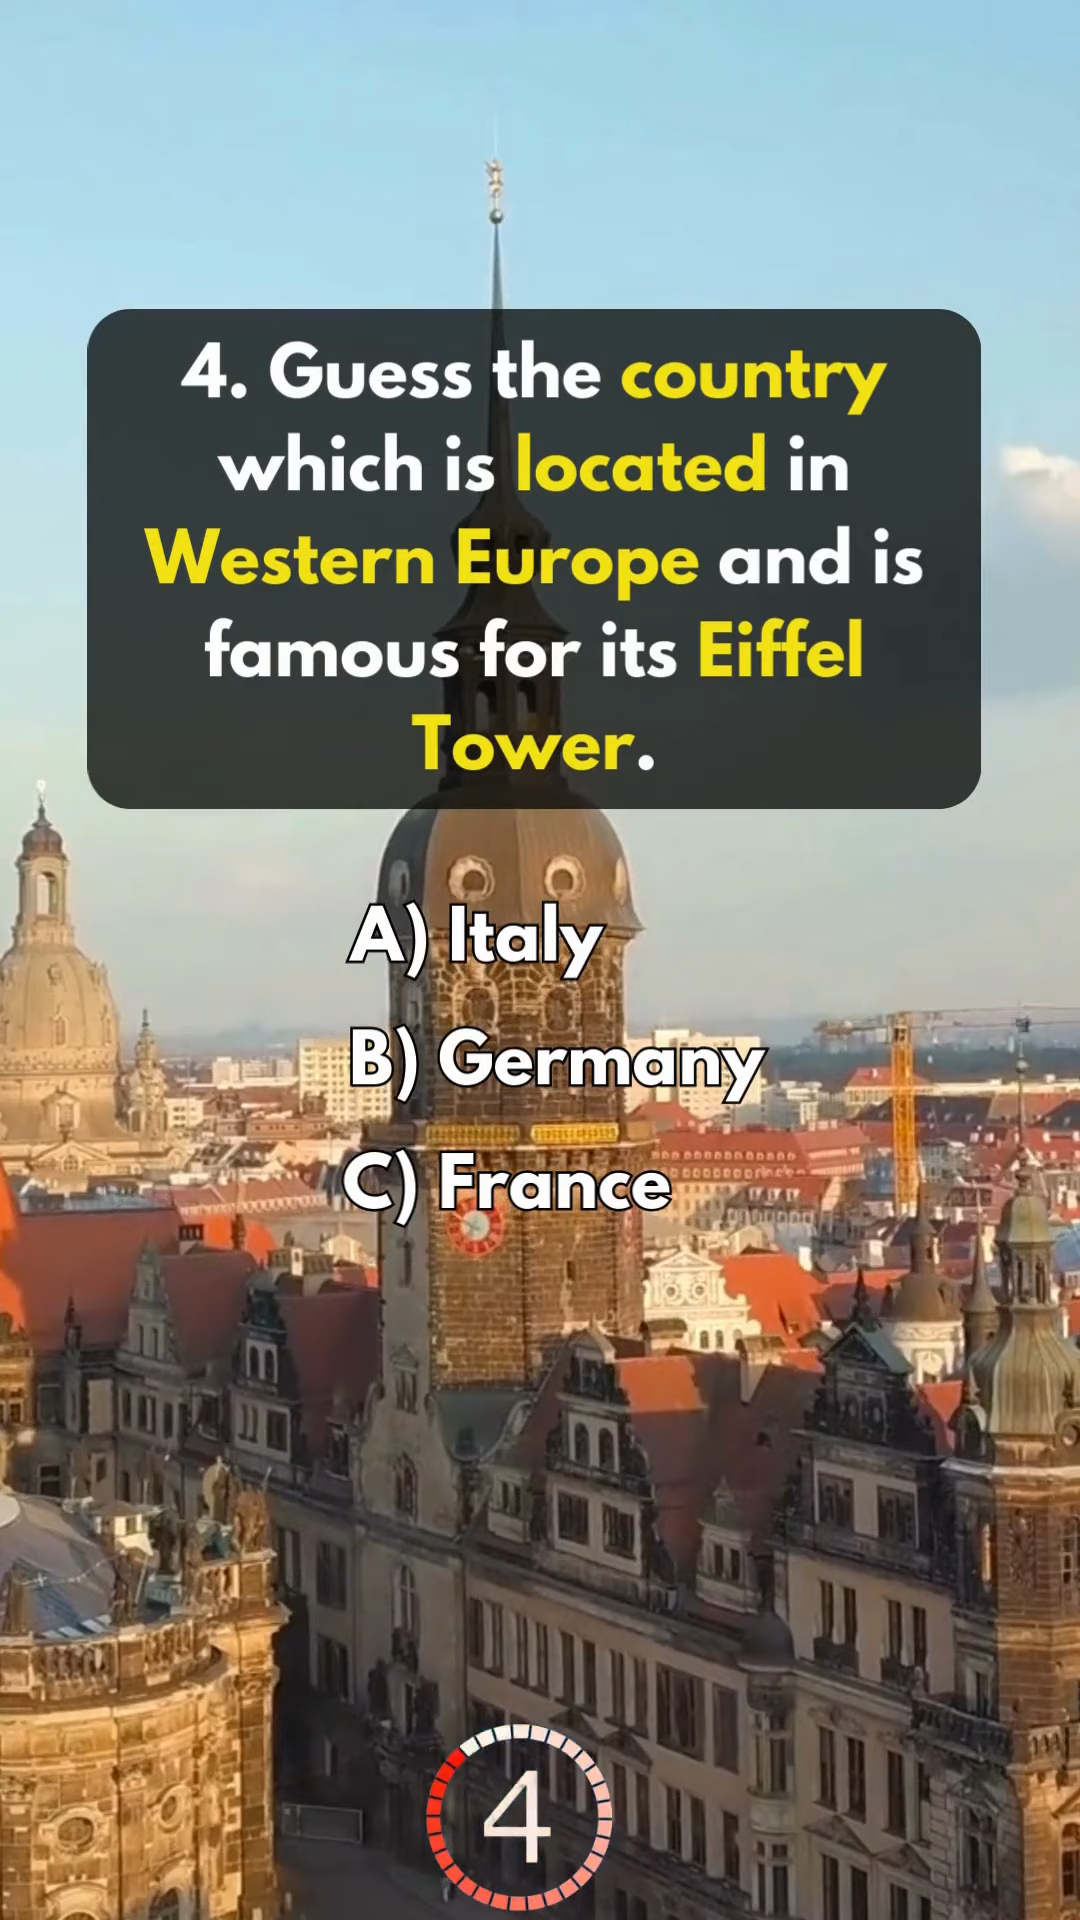 4. Guess the country
which is located in
Western Europe and is
famous for its Eiffel
Tower.
A) Italy
B) Germany
C) France
4